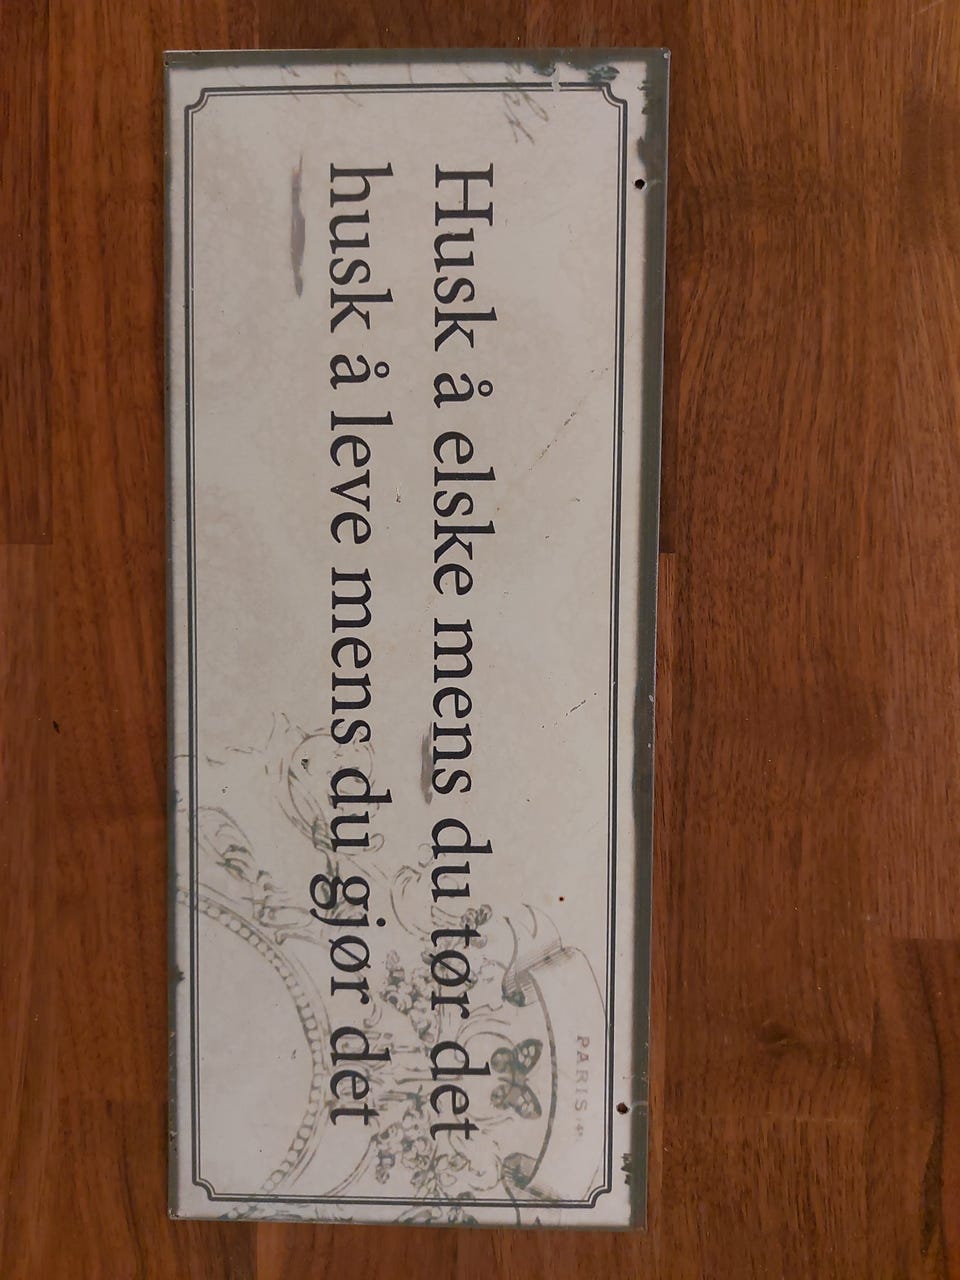 Husk å elske mens du tør det
husk å leve mens du gjør det
PARIS